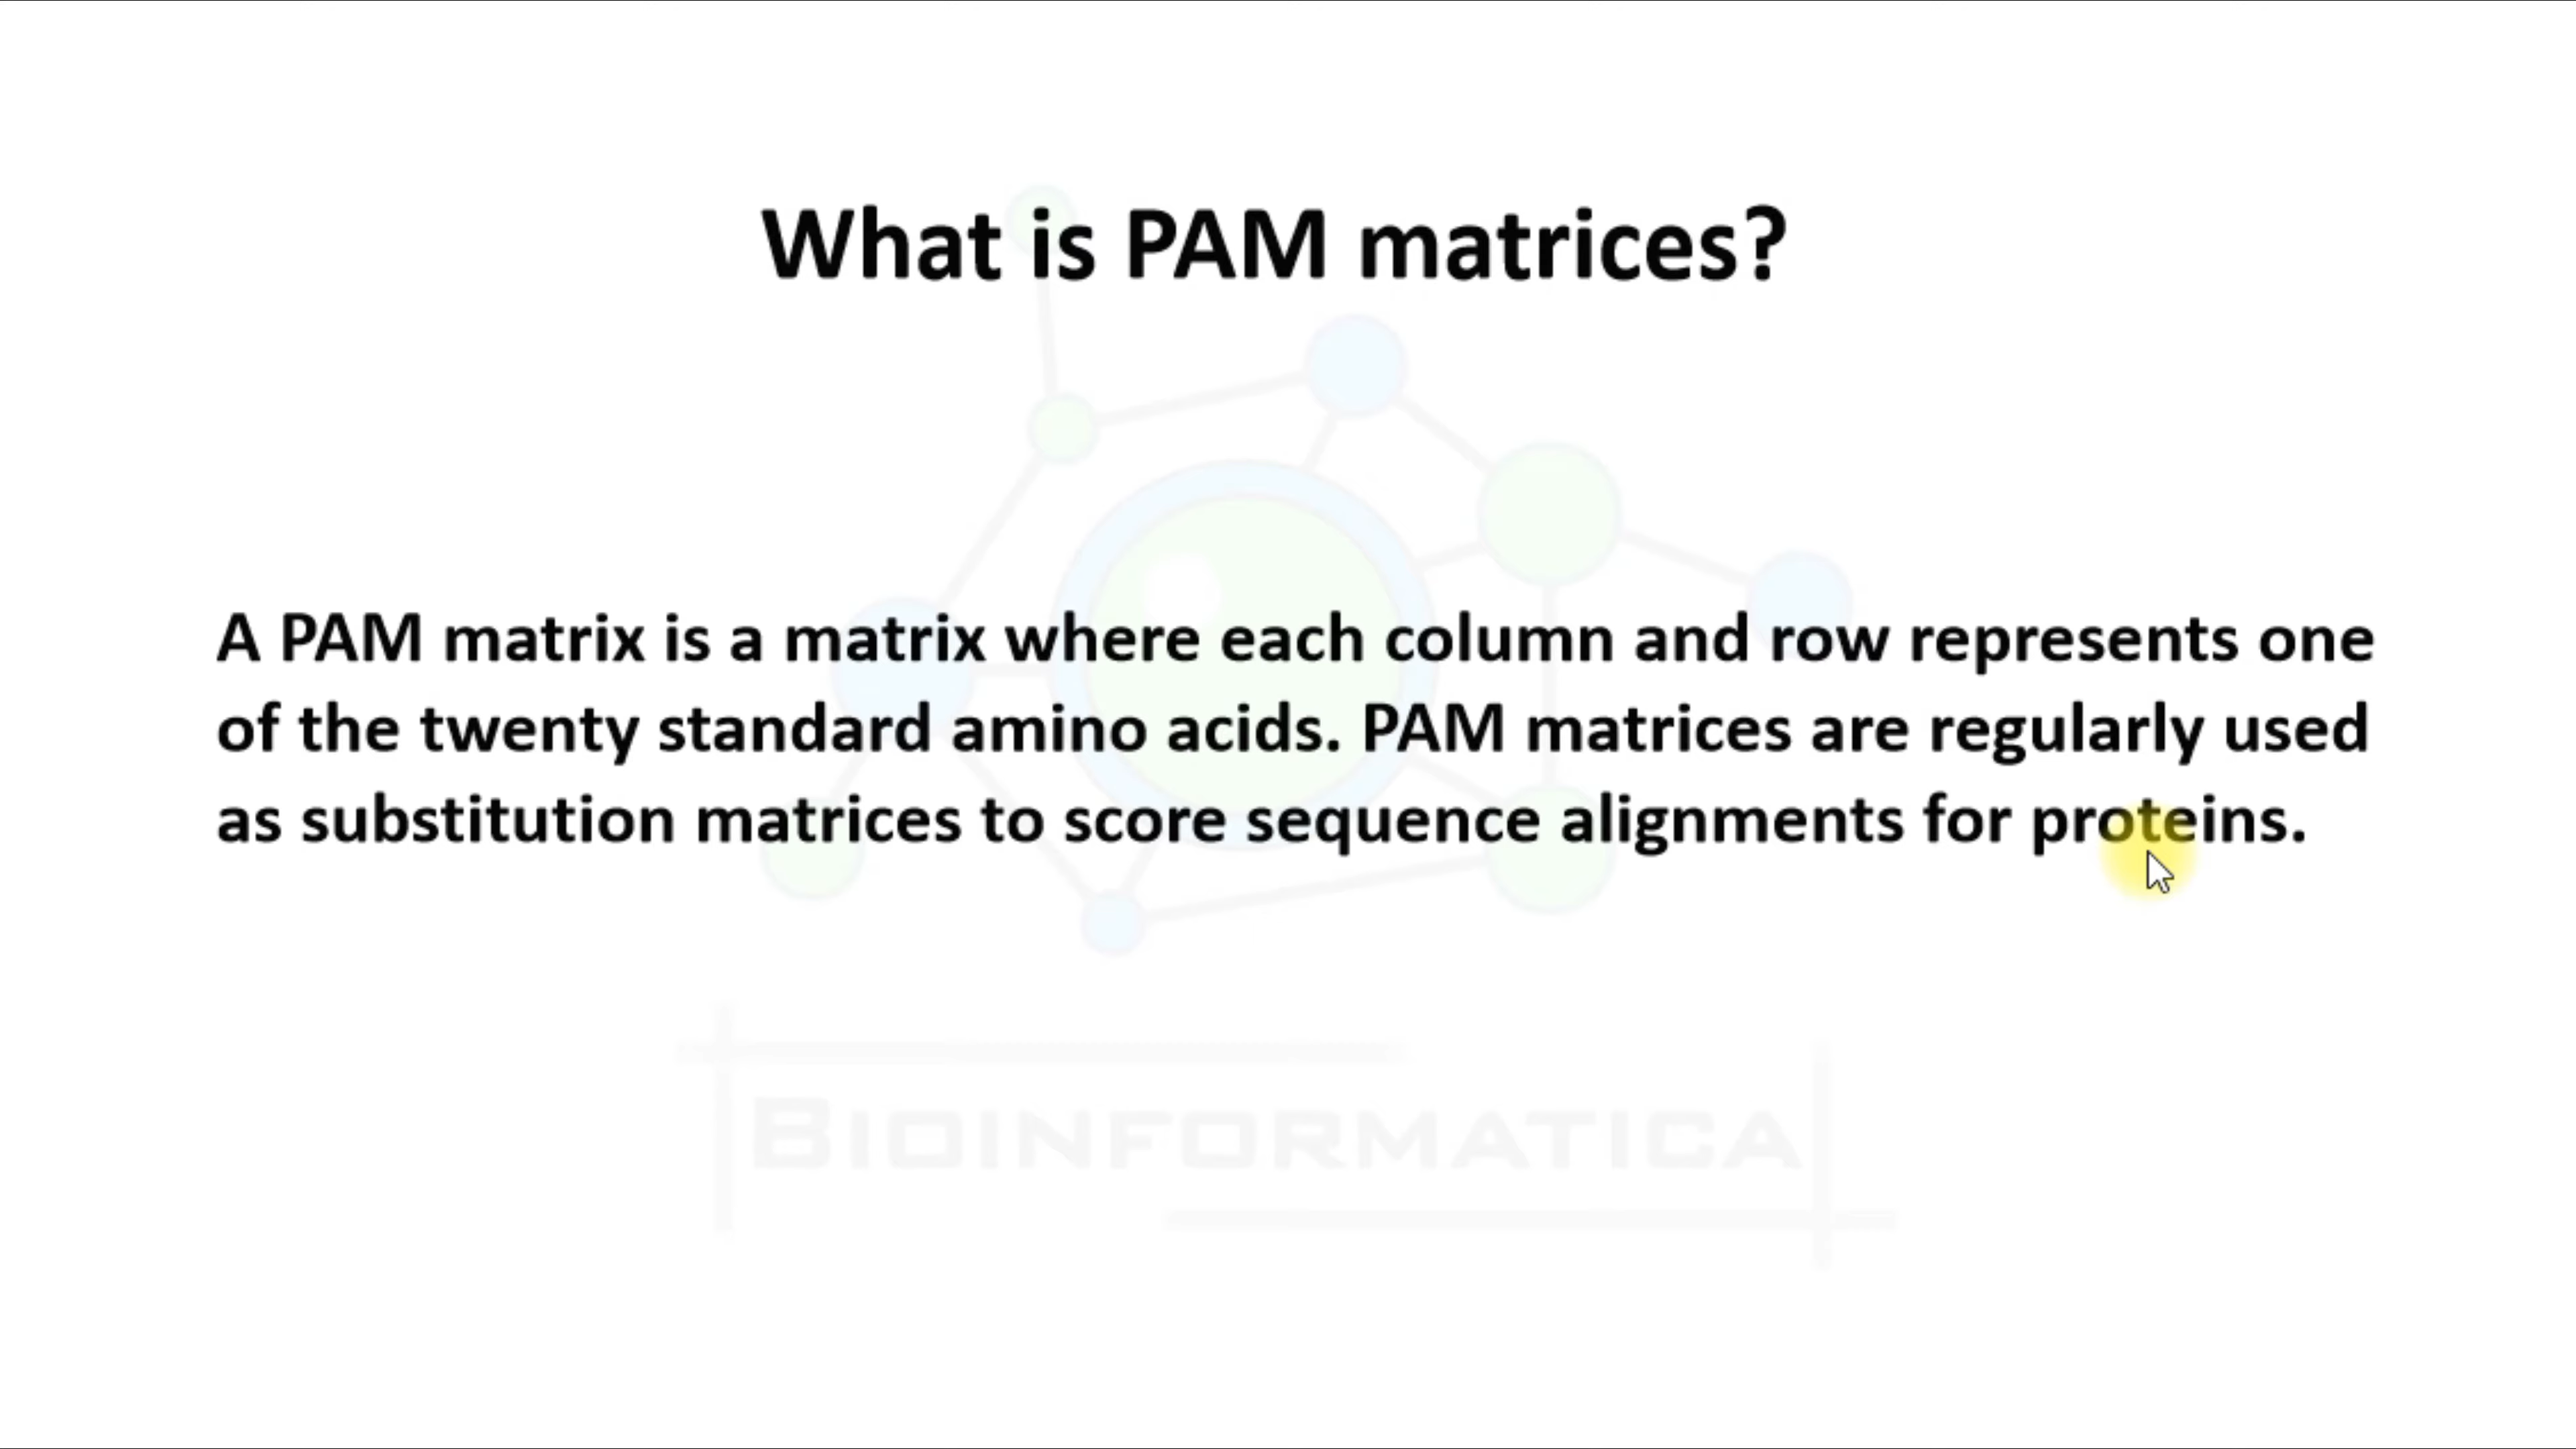 What is PAM matrices?
A PAM matrix is a matrix where each column and row represents one
of the twenty standard amino acids. PAM matrices are regularly used
as substitution matrices to score sequence alignments for proteins.
BIOINFORMATICA